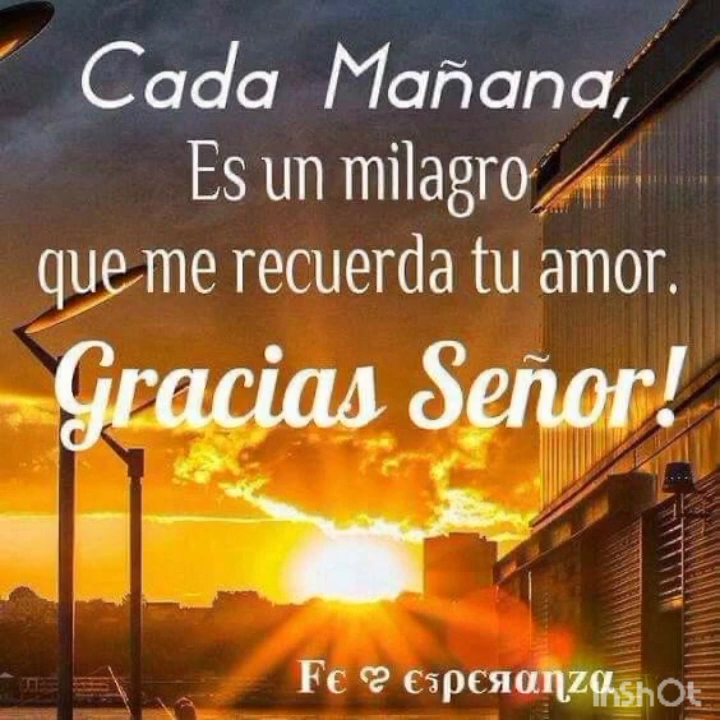 Cada Mañana,
Es un milagro
que me recuerda tu amor.
Gracias Señor!
Fe ღ esperanza
InShOt